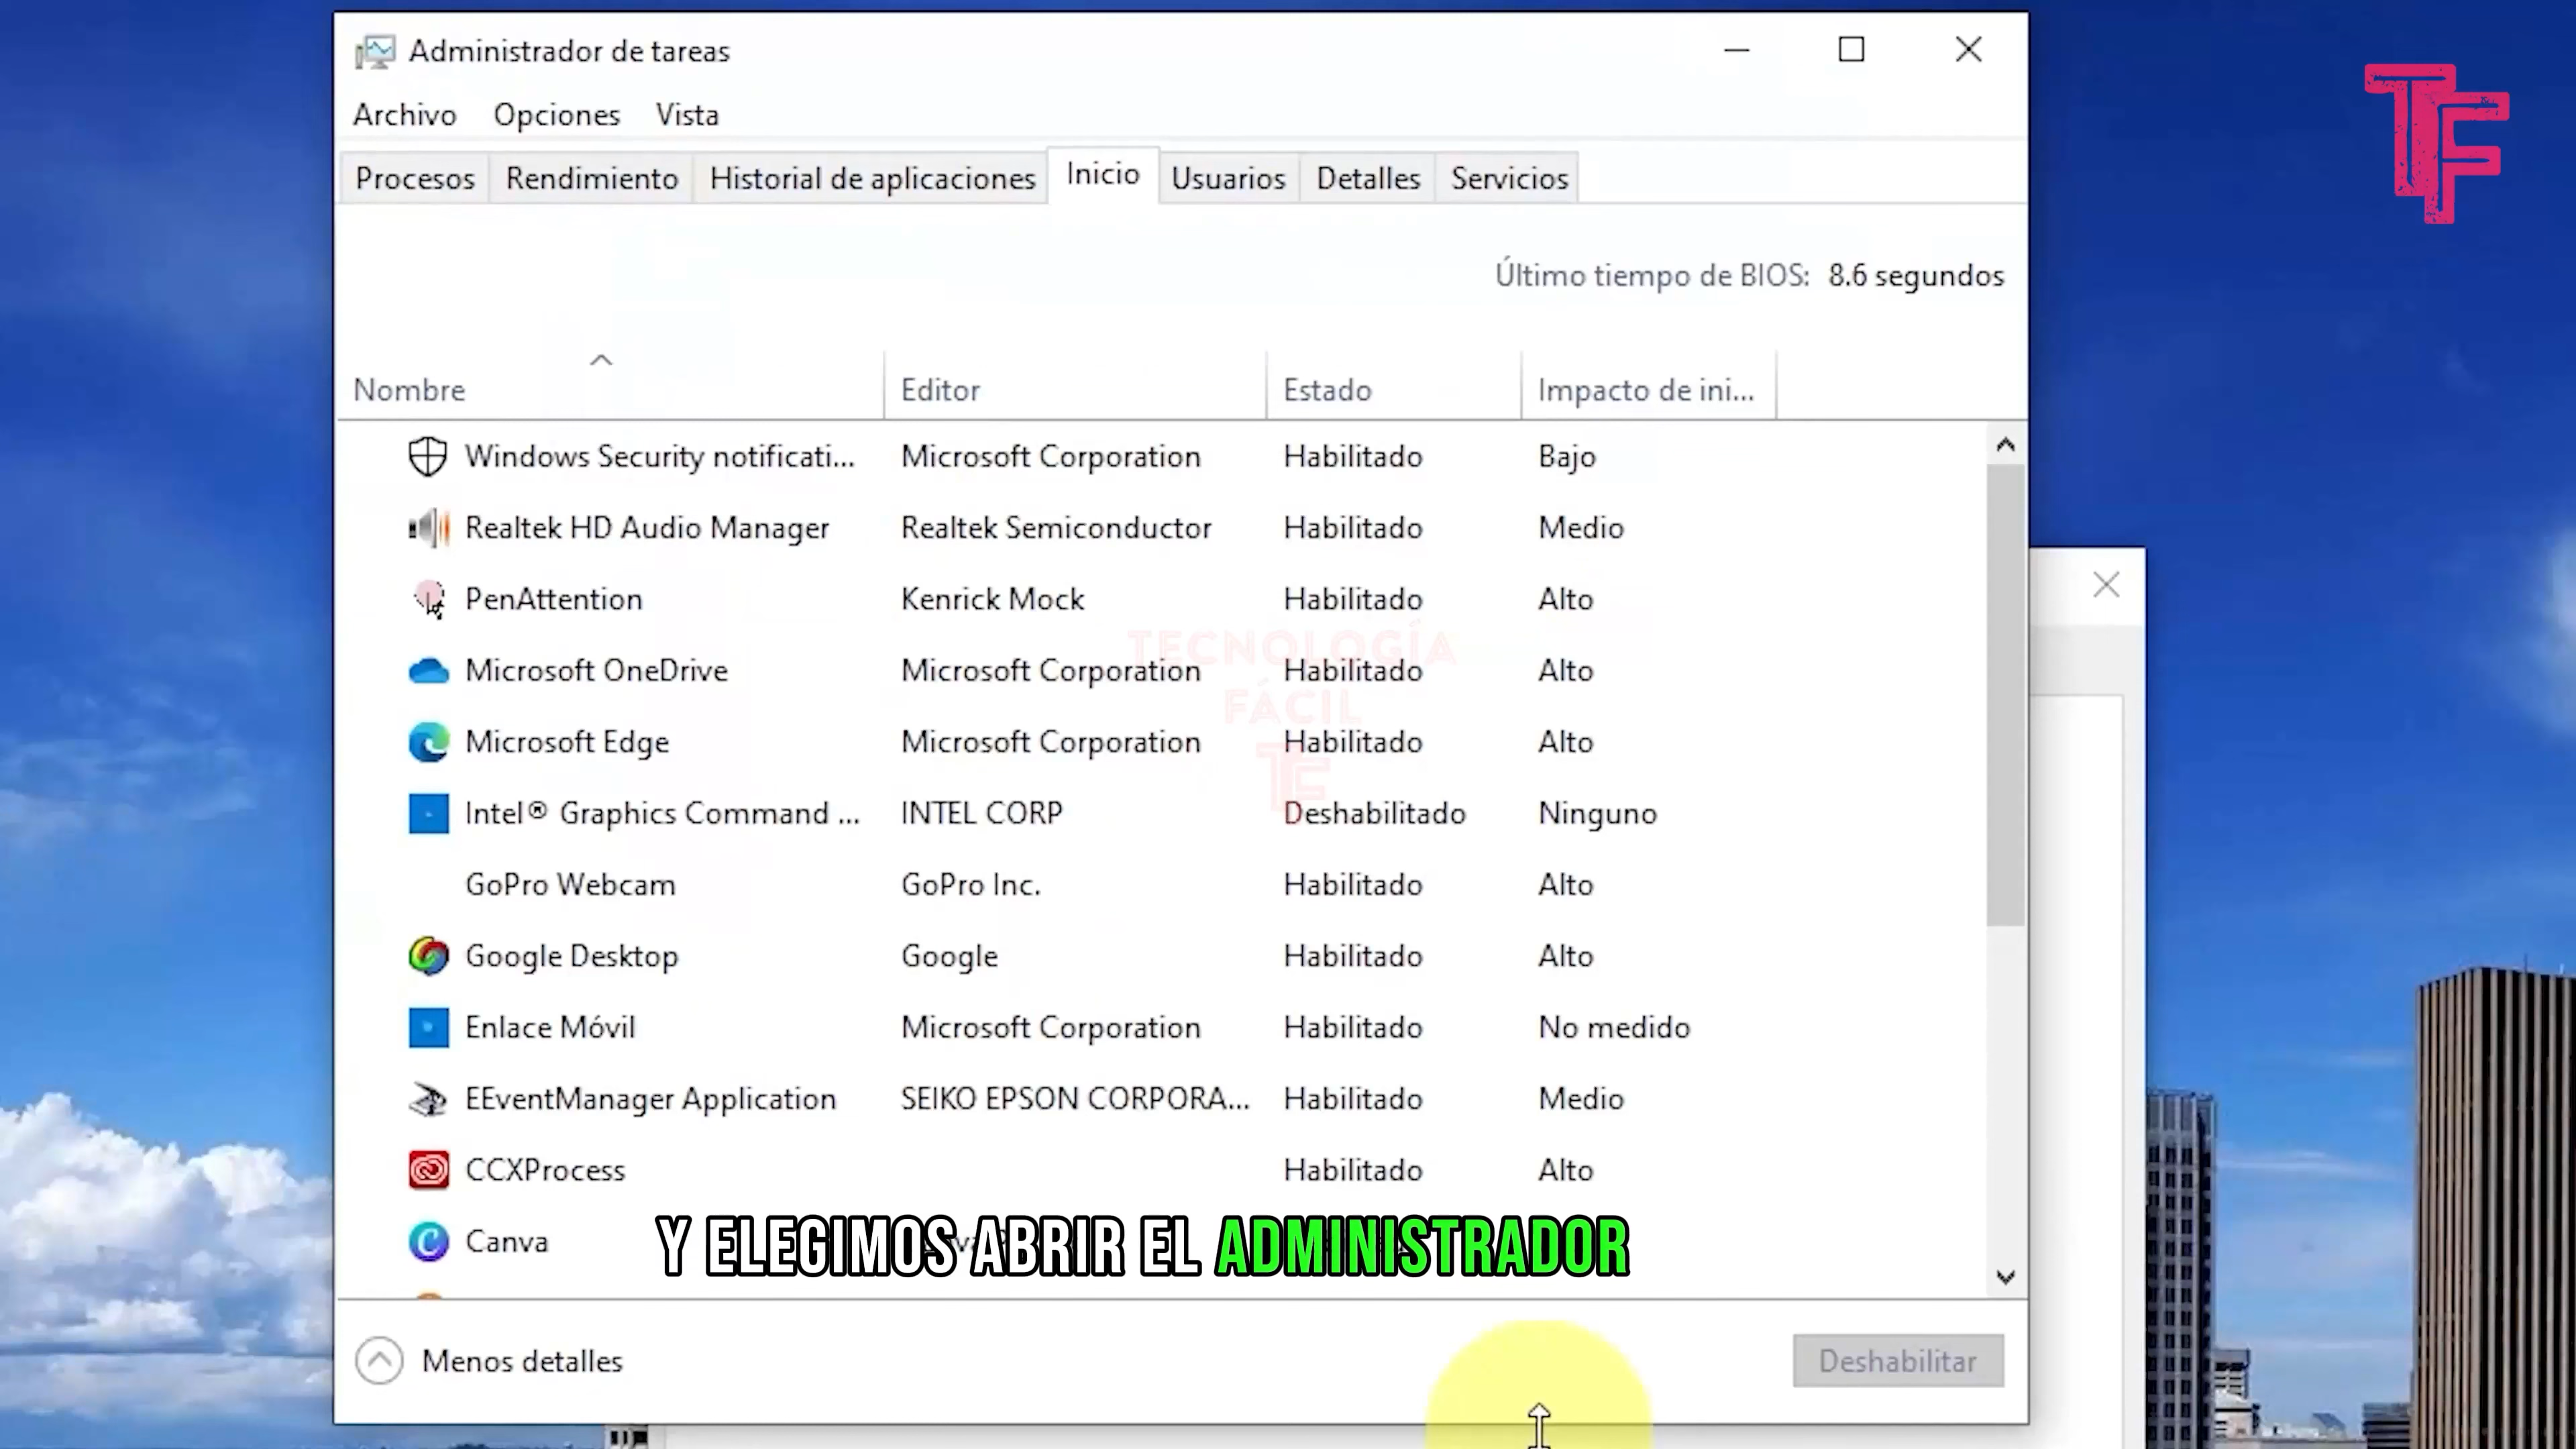 Administrador de tareas
TF
Archivo Opciones Vista
Procesos Rendimiento Historial de aplicaciones Inicio Usuarios Detalles Servicios
Último tiempo de BIOS: 8.6 segundos
Nombre Editor Estado Impacto de ini...
Windows Security notificati... Microsoft Corporation Habilitado Bajo
Realtek HD Audio Manager Realtek Semiconductor Habilitado Medio
PenAttention Kenrick Mock Habilitado Alto
TECNOLOGÍA
Microsoft OneDrive Microsoft Corporation Habilitado Alto
FÁCIL
Microsoft Edge Microsoft Corporation Habilitado Alto
TF
Intel® Graphics Command ... INTEL CORP Deshabilitado Ninguno
GoPro Webcam GoPro Inc. Habilitado Alto
Google Desktop Google Habilitado Alto
Enlace Móvil Microsoft Corporation Habilitado No medido
EEventManager Application SEIKO EPSON CORPORA... Habilitado Medio
CCXProcess Habilitado Alto
Canva
Y ELEGIMOS ABRIR EL ADMINISTRADOR
Menos detalles Deshabilitar